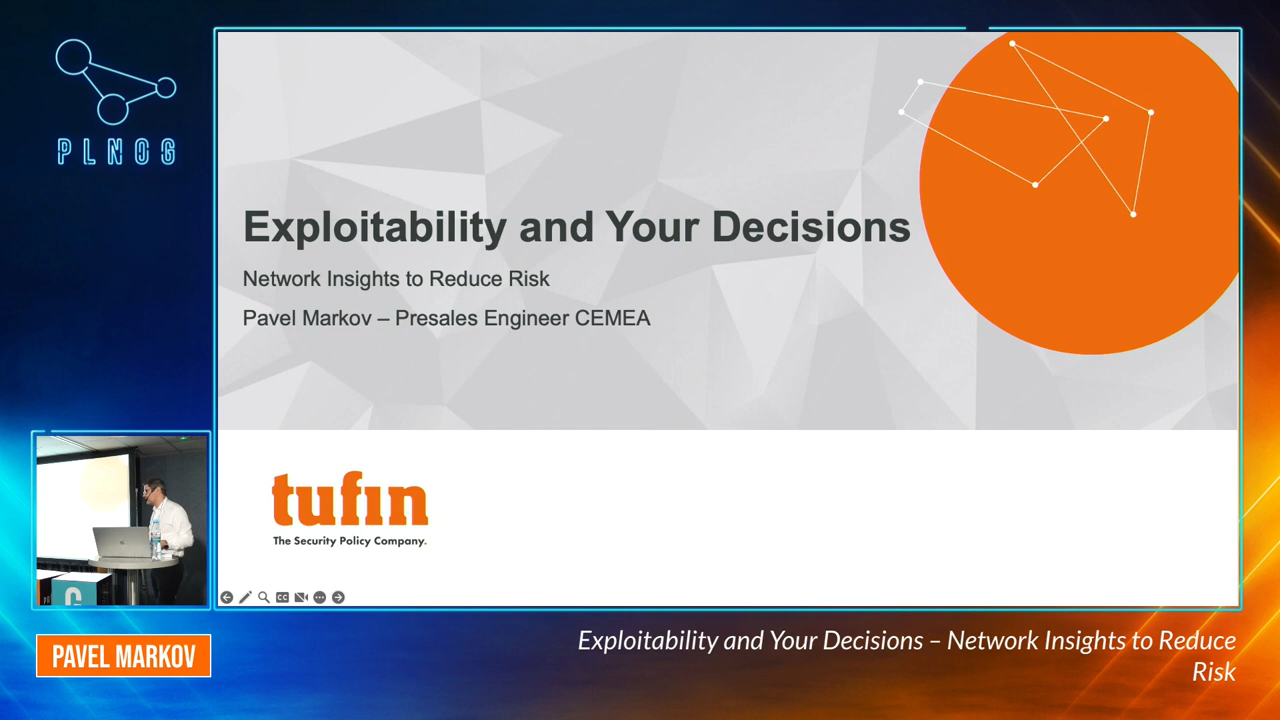 PLNOG
Exploitability and Your Decisions
Network Insights to Reduce Risk
Pavel Markov – Presales Engineer CEMEA
tufin
The Security Policy Company.
CC
G
PAVEL MARKOV
Exploitability and Your Decisions – Network Insights to Reduce
Risk